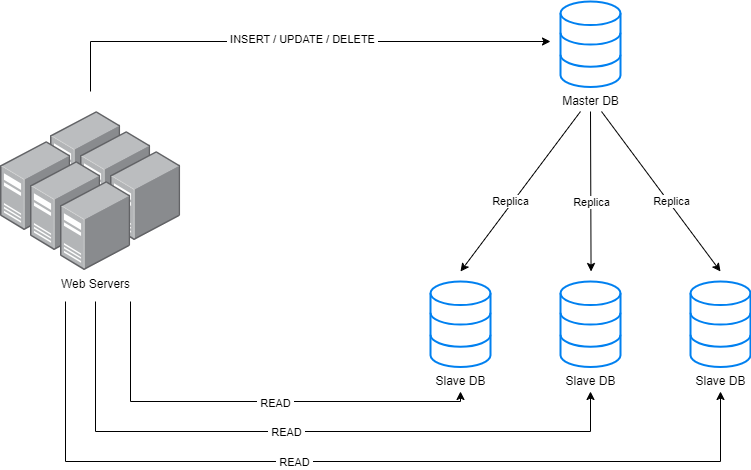 INSERT / UPDATE / DELETE
Master DB
Replica
Replica
Replica
Web Servers
Slave DB
Slave DB
Slave DB
READ
READ
READ